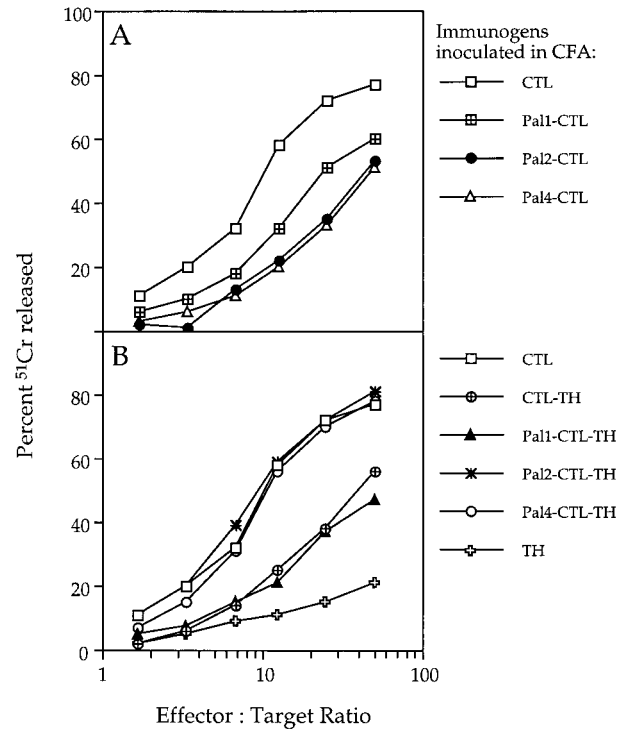 A
100
80
60
40
20
Immunogens
inoculated in CFA:
CTL
Pal1-CTL
Pal2-CTL
Pal4-CTL
B
80
60
40
20
0
CTL
CTL-TH
Pal1-CTL-TH
Pal2-CTL-TH
Pal4-CTL-TH
TH
1
10
100
Percent ⁵¹Cr released
Effector : Target Ratio